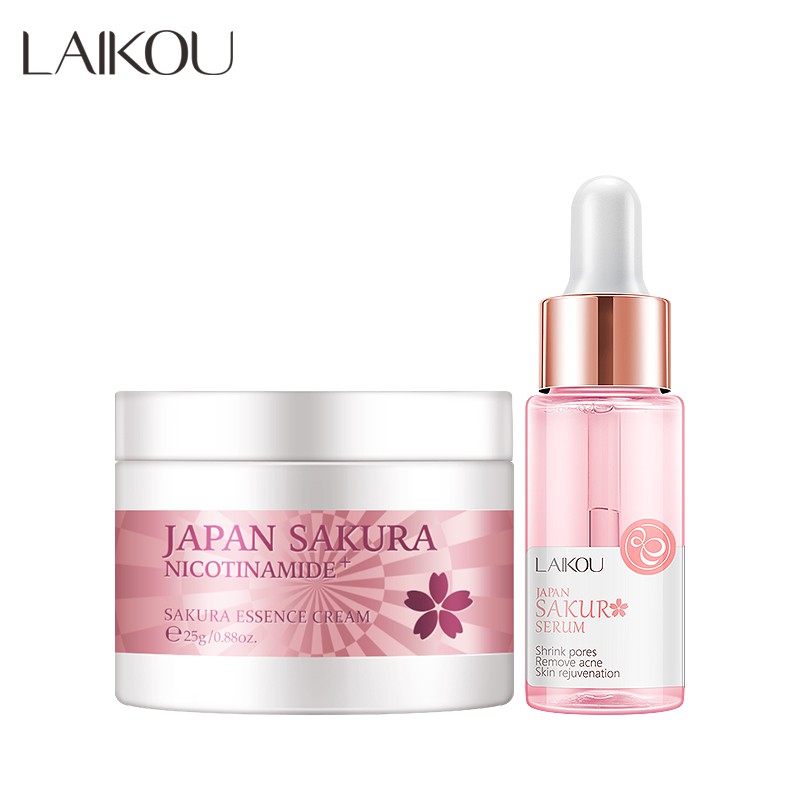 LAIKOU
JAPAN SAKURA
NICOTINAMIDE+
SAKURA ESSENCE CREAM
℮25g/0.88oz.
LAIKOU
JAPAN
SAKUR
SERUM
Shrink pores
Remove acne
Skin rejuvenation